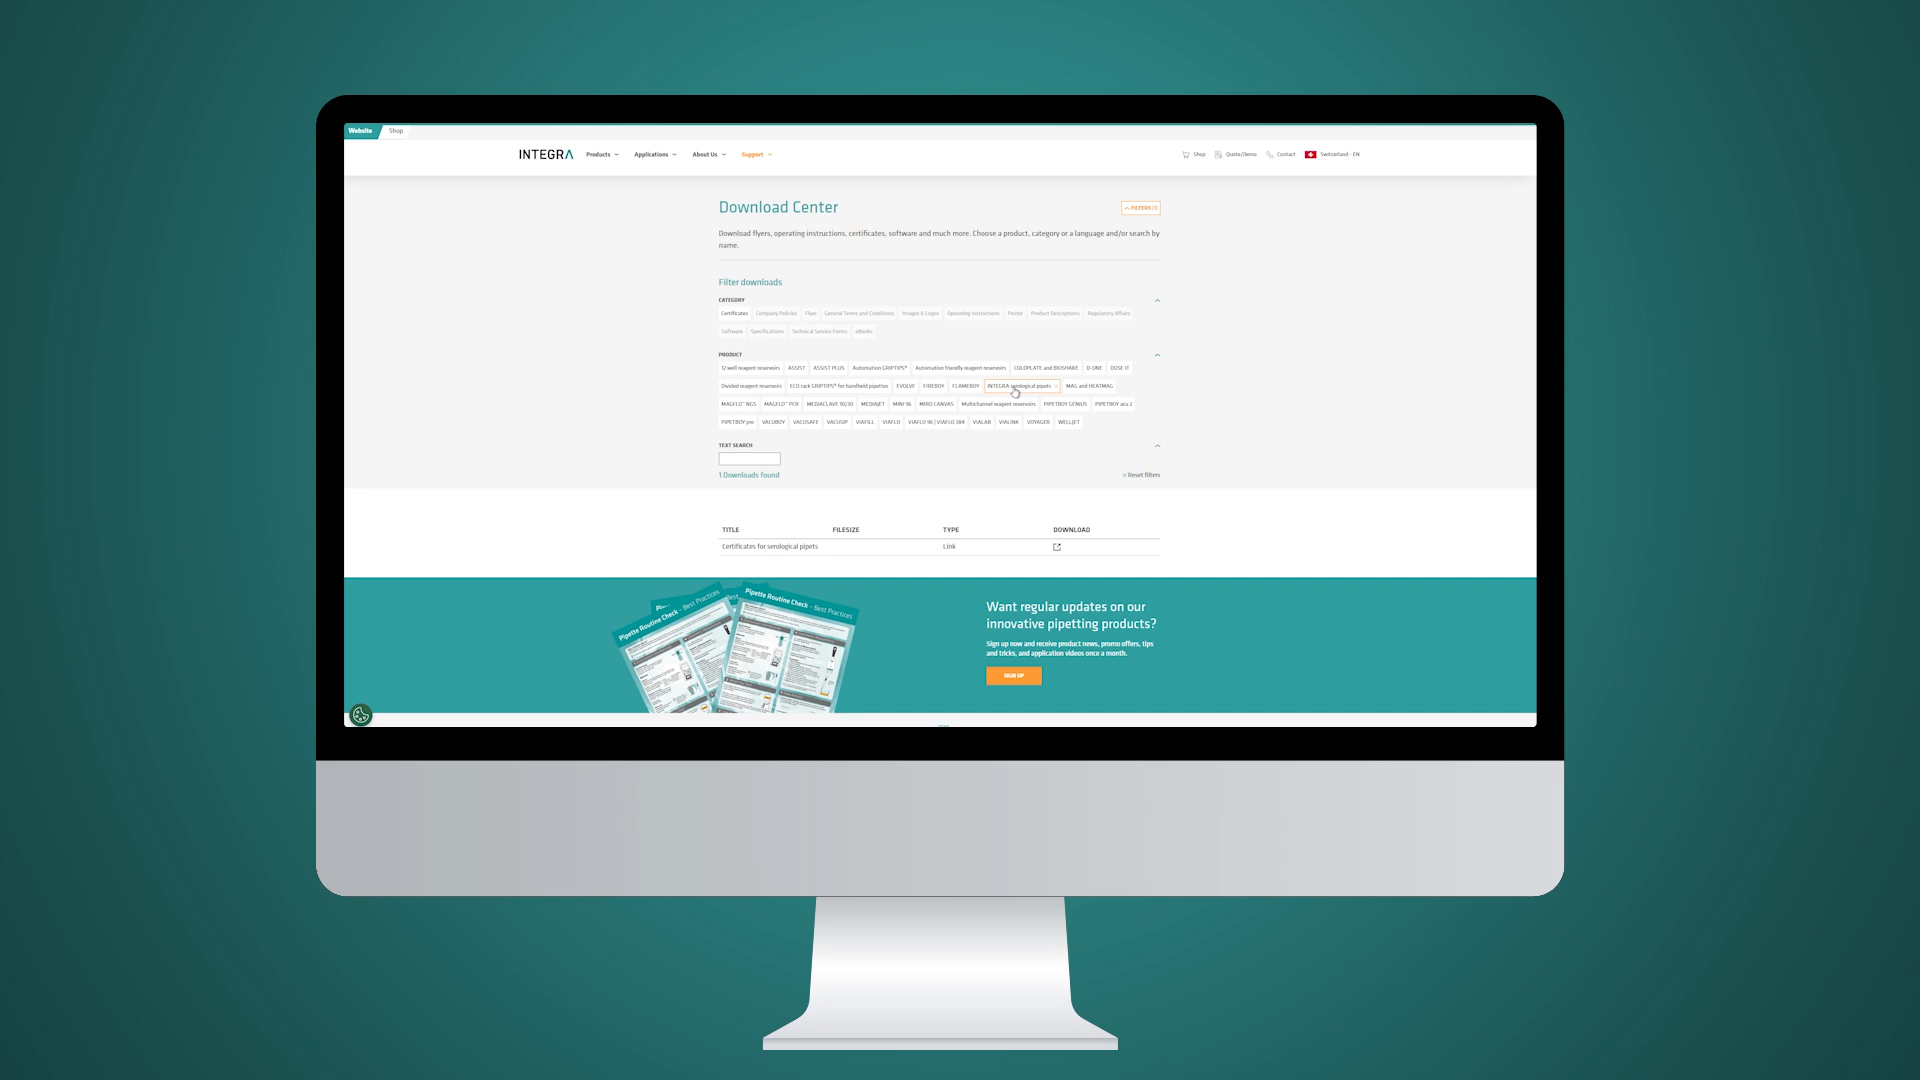 Website Shop
INTEGRA Products Applications About Us Support Shop Quote/Demo Contact Switzerland - EN
Download Center FILTERS (1)
Download flyers, operating instructions, certificates, software and much more. Choose a product, category or a language and/or search by
name.
Filter downloads
CATEGORY
Certificates Company Policies Flyer General Terms and Conditions Images & Logos Operating Instructions Poster Product Descriptions Regulatory Affairs
Software Specifications Technical Service Forms eBooks
PRODUCT
12 well reagent reservoirs ASSIST ASSIST PLUS Automation GRIPTIPS® Automation friendly reagent reservoirs COLDPLATE and BIOSHAKE D-ONE DOSE IT
Divided reagent reservoirs ECO rack GRIPTIPS® for handheld pipettes EVOLVE FIREBOY FLAMEBOY INTEGRA serological pipets × MAG and HEATMAG
MAGFLO™ NGS MAGFLO™ PCR MEDIACLAVE 10/30 MEDIAJET MINI 96 MIRO CANVAS Multichannel reagent reservoirs PIPETBOY GENIUS PIPETBOY acu 2
PIPETBOY pro VACUBOY VACUSAFE VACUSIP VIAFILL VIAFLO VIAFLO 96 | VIAFLO 384 VIALAB VIALINK VOYAGER WELLJET
TEXT SEARCH
1 Downloads found × Reset filters
TITLE FILESIZE TYPE DOWNLOAD
Certificates for serological pipets Link
Pipette Routine Check - Best Practices
Pipette Routine Check - Best Practices
Want regular updates on our
innovative pipetting products?
Sign up now and receive product news, promo offers, tips
and tricks, and application videos once a month.
SIGN UP